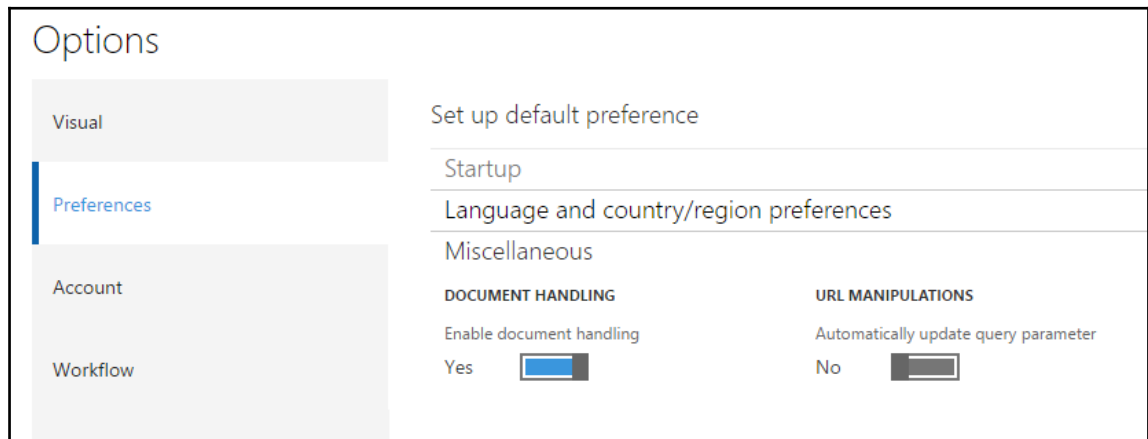 Options
Visual
Preferences
Account
Workflow
Set up default preference
Startup
Language and country/region preferences
Miscellaneous
DOCUMENT HANDLING
Enable document handling
Yes
URL MANIPULATIONS
Automatically update query parameter
No